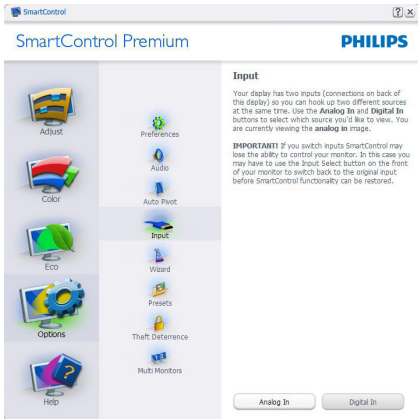 SmartControl
SmartControl Premium
PHILIPS
Adjust
Color
Eco
Options
Help
Preferences
Audio
Auto Pivot
Input
Wizard
Presets
Theft Deterrence
Multi Monitors
Input
Your display has two inputs (connections on back of
this display) so you can hook up two different sources
at the same time. Use the Analog In and Digital In
buttons to select which source you'd like to view. You
are currently viewing the analog in image.
IMPORTANT! If you switch inputs SmartControl may
lose the ability to control your monitor. In this case you
may have to use the Input Select button on the front
of your monitor to switch back to the original input
before SmartControl functionality can be restored.
Analog In
Digital In